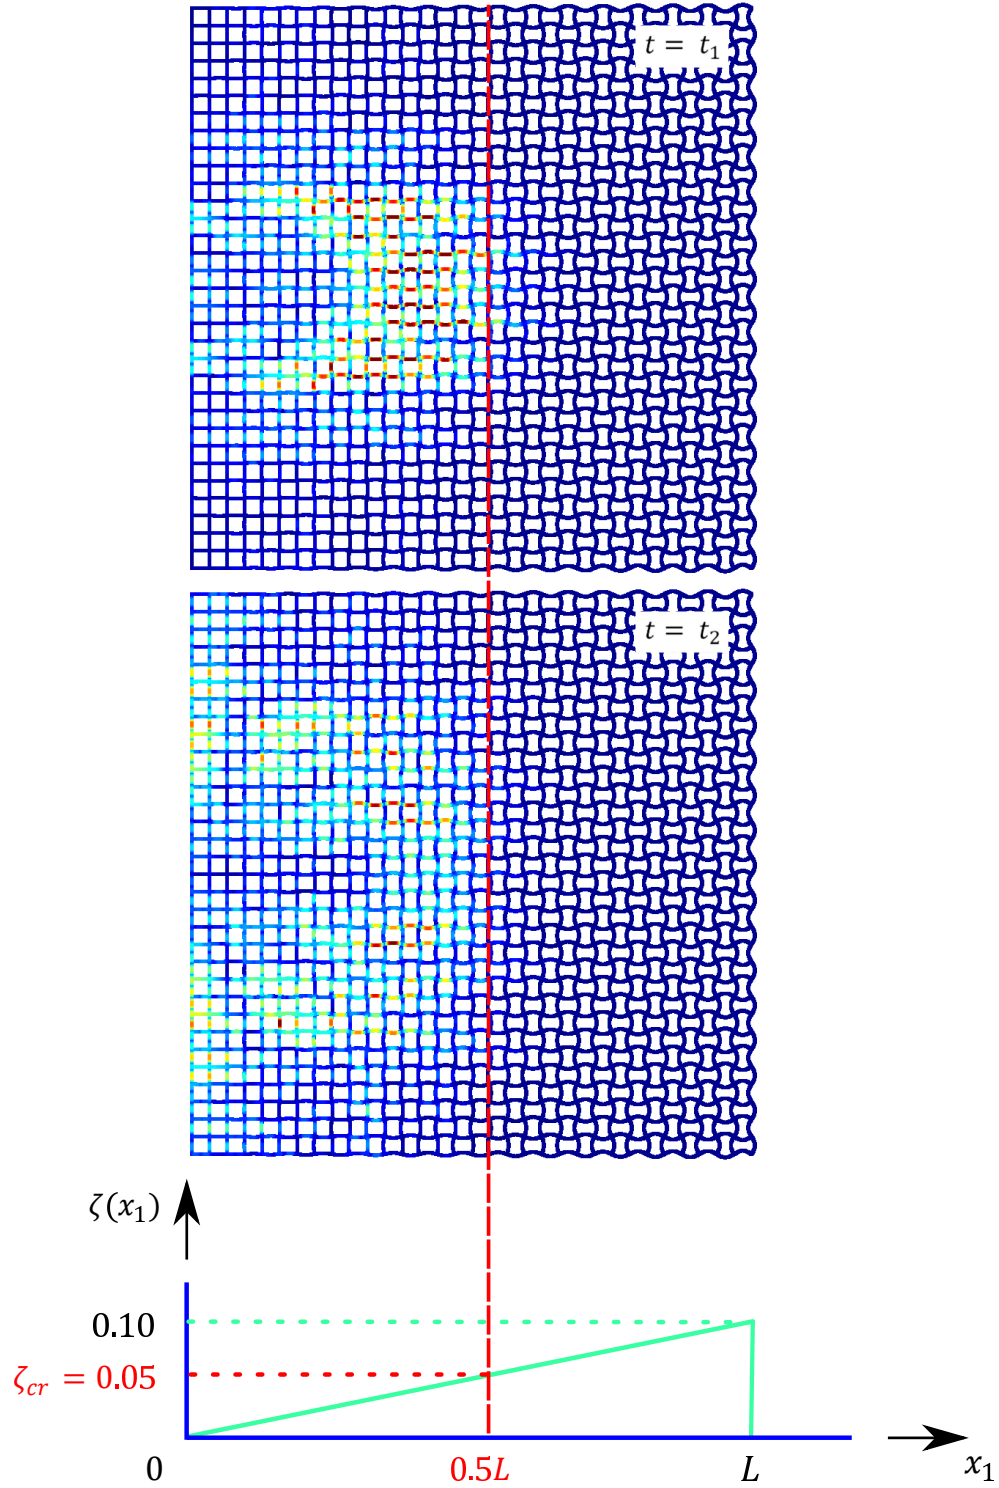 t = t₁
t = t₂
ζ(x₁)
0.10
ζcr = 0.05
0 0.5L L x₁